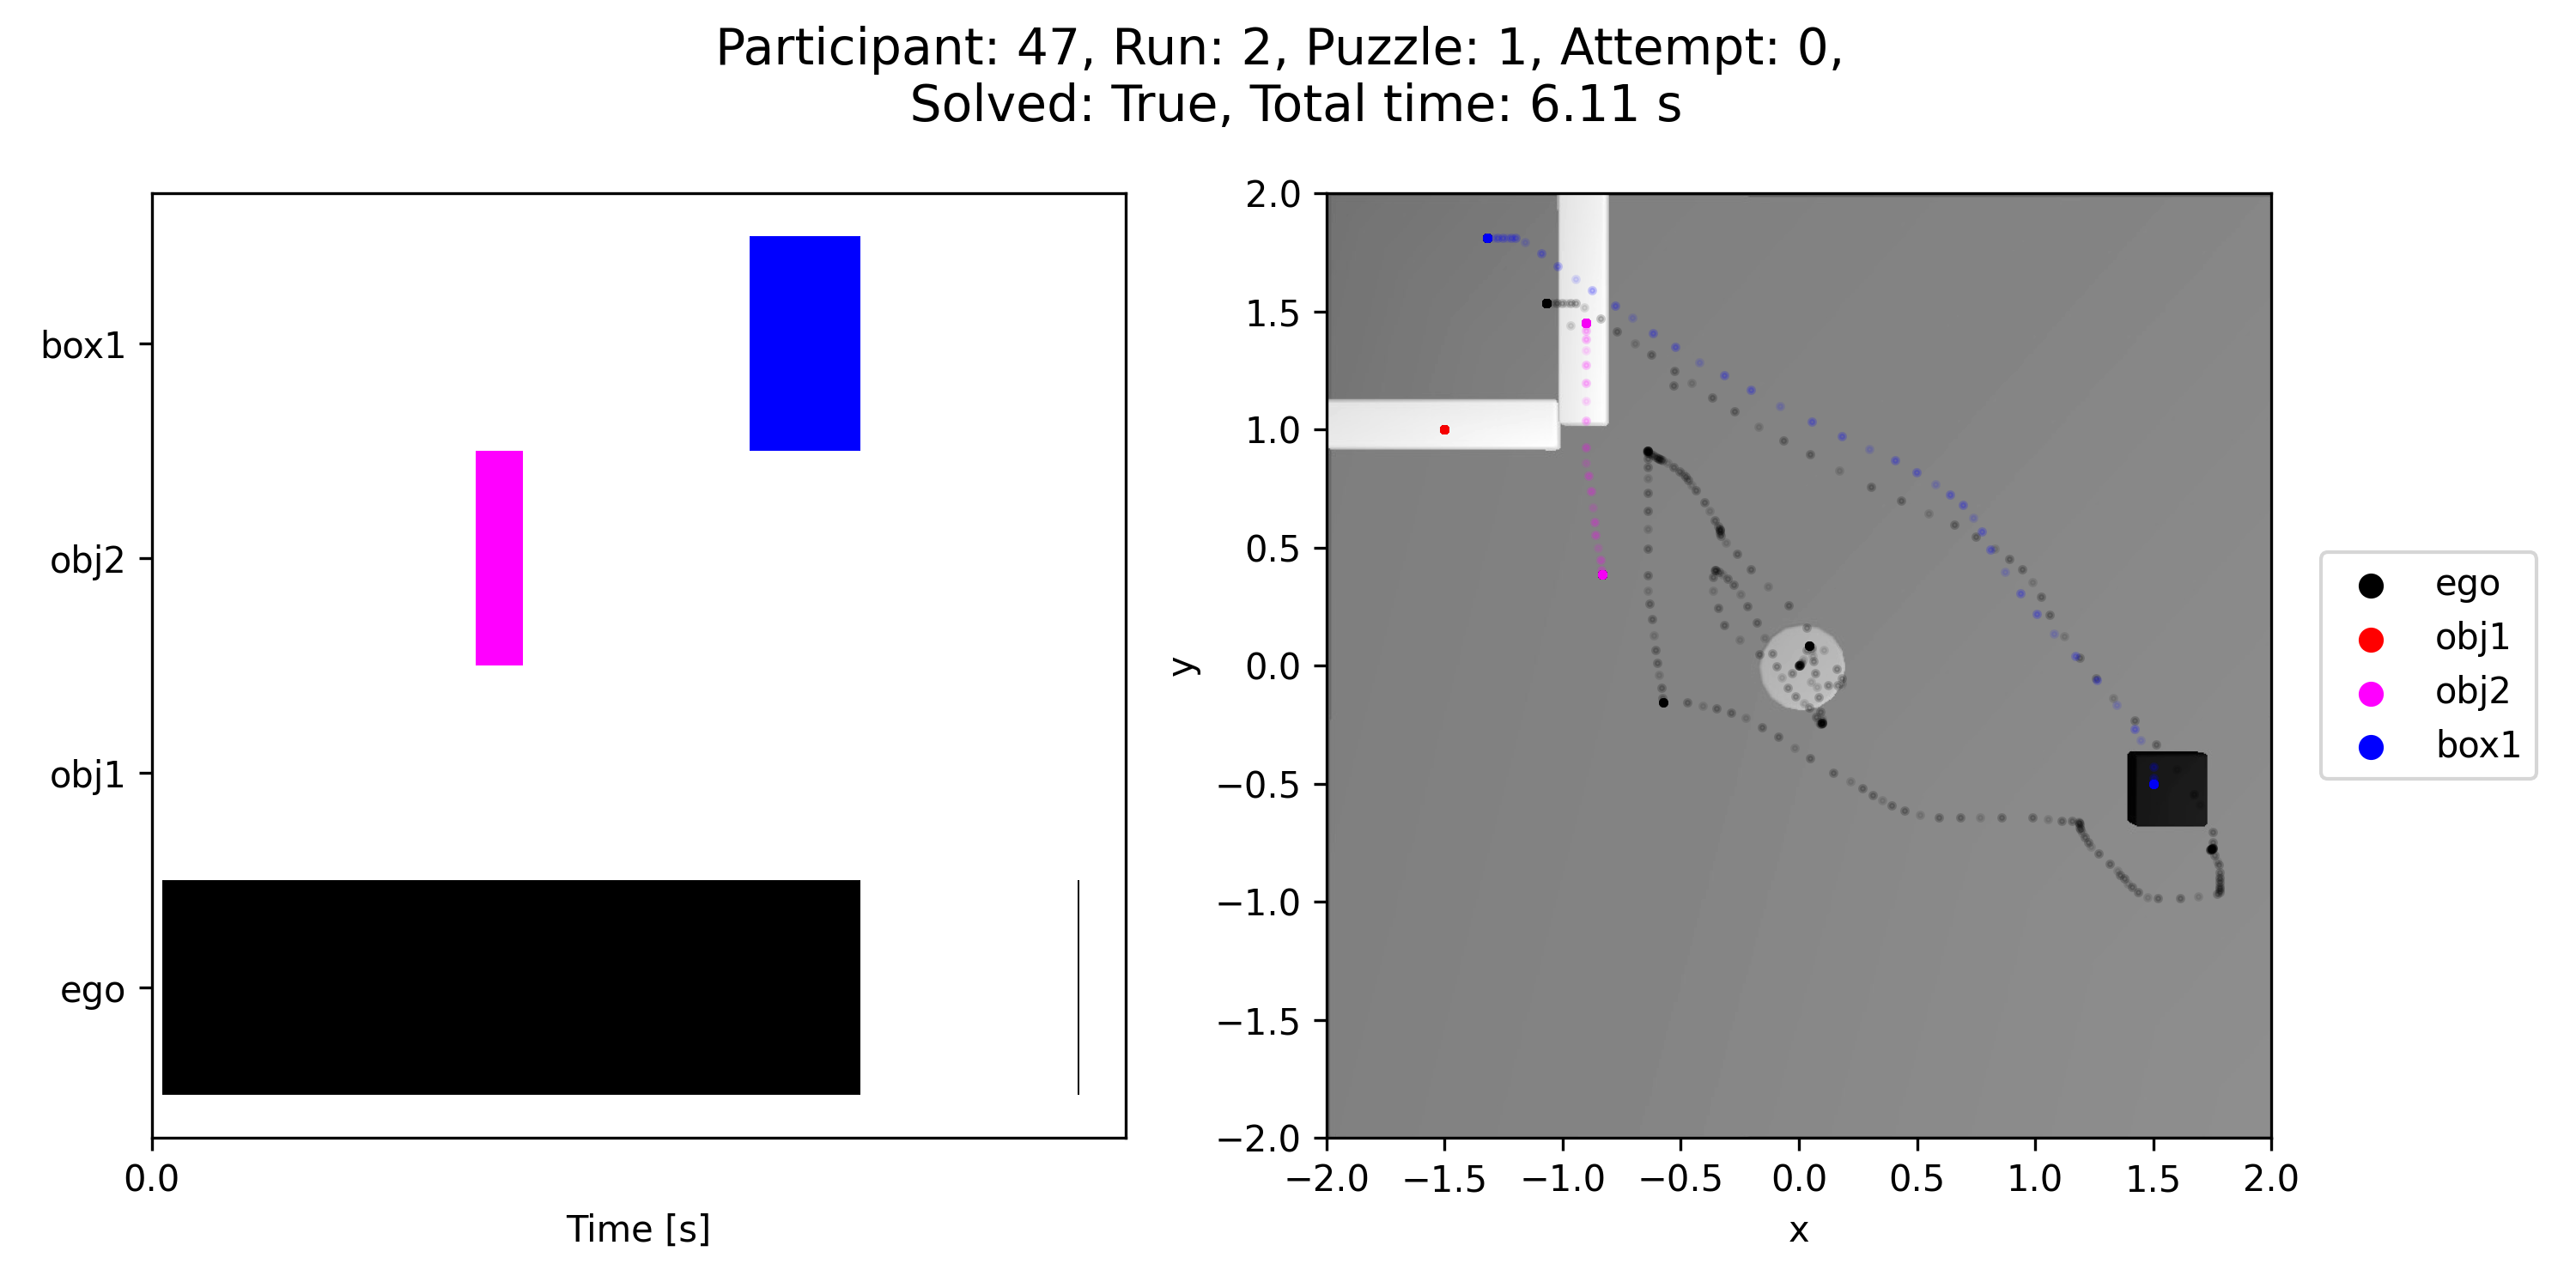 Participant: 47, Run: 2, Puzzle: 1, Attempt: 0,
Solved: True, Total time: 6.11 s
box1
obj2
obj1
ego
0.0
Time [s]
2.0
1.5
1.0
0.5
0.0
−0.5
−1.0
−1.5
−2.0
y
−2.0 −1.5 −1.0 −0.5 0.0 0.5 1.0 1.5 2.0
x
ego
obj1
obj2
box1